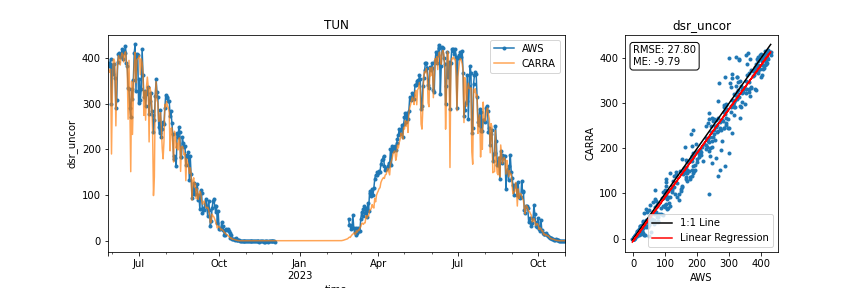 TUN
dsr_uncor
400
300
200
100
0
dsr_uncor
AWS
CARRA
Jul
Oct
Jan
2023
Apr
Jul
Oct
400
300
200
100
0
CARRA
RMSE: 27.80
ME: -9.79
1:1 Line
Linear Regression
0
100
200
300
400
AWS